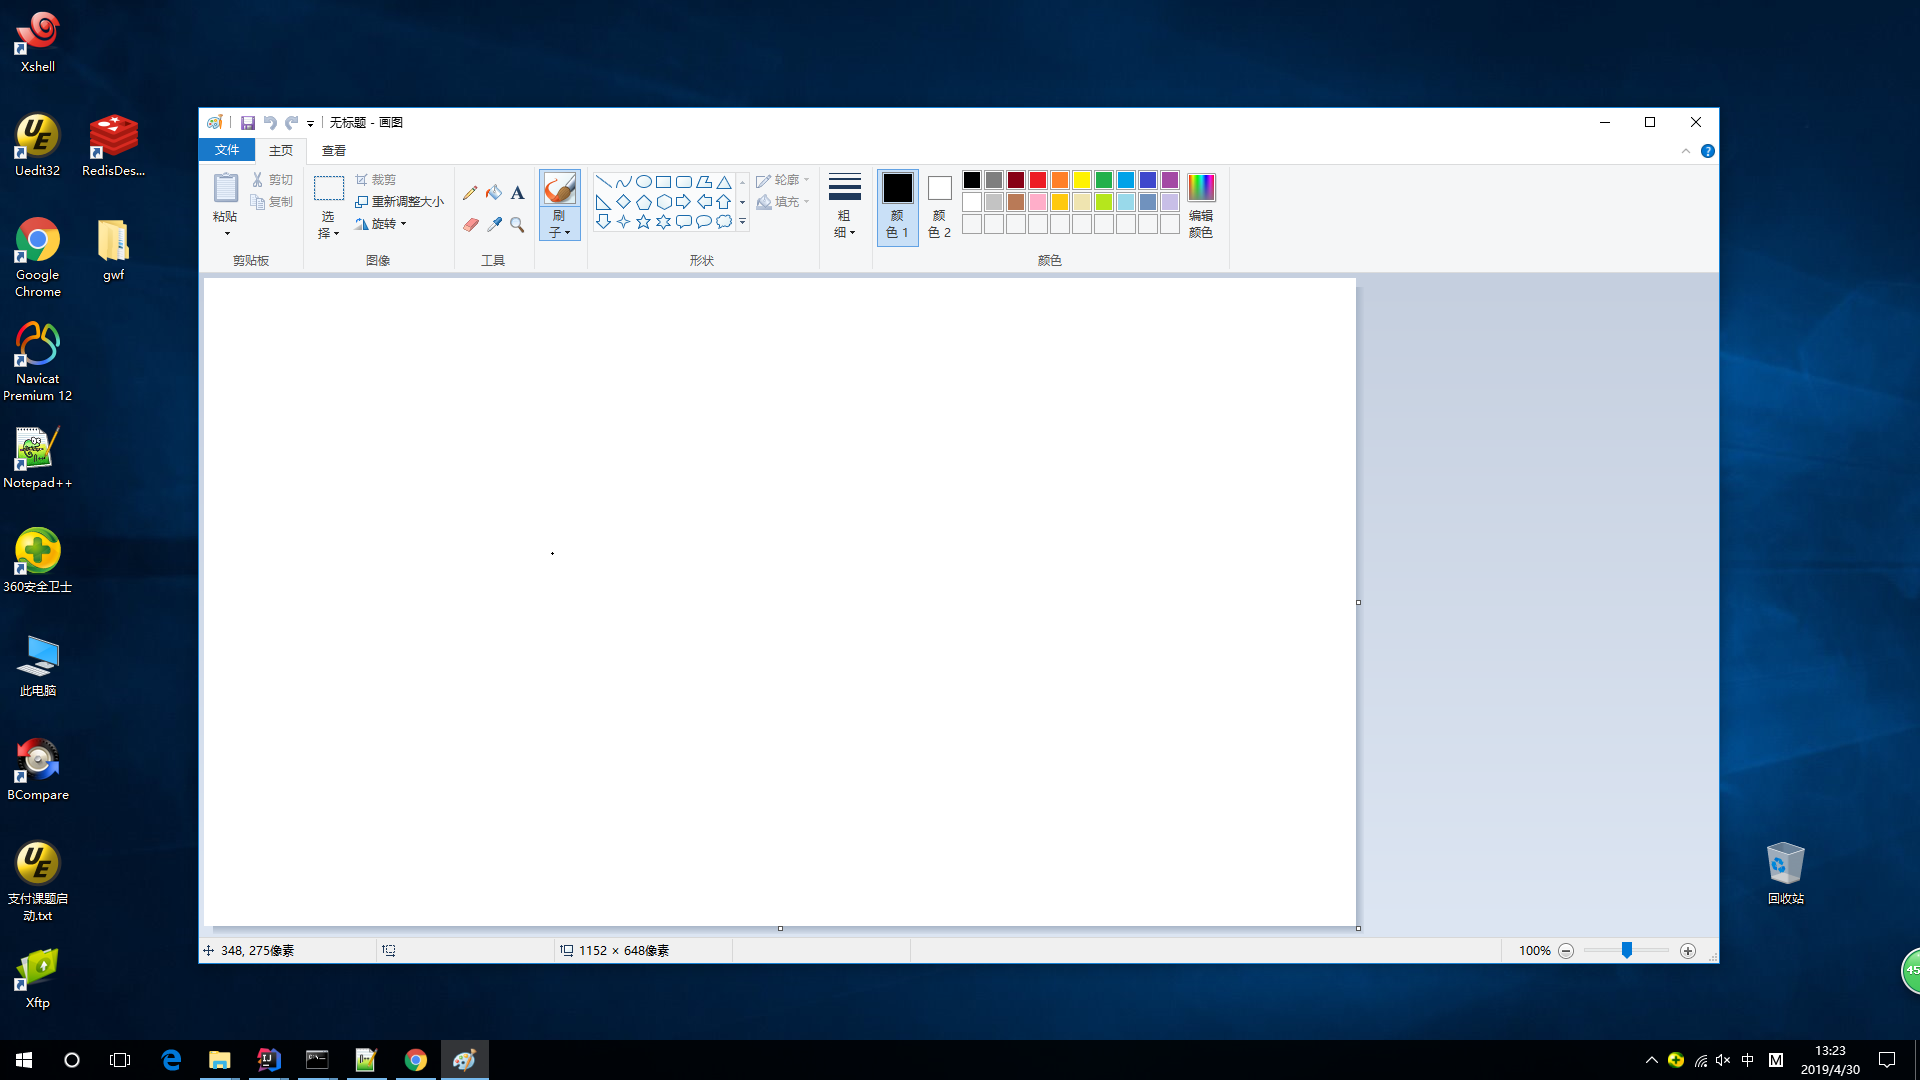 Xshell
Uedit32
RedisDes...
Google
Chrome
gwf
Navicat
Premium 12
Notepad++
360安全卫士
此电脑
BCompare
支付课题启
动.txt
Xftp
无标题 - 画图
文件
主页
查看
粘贴
剪切
复制
剪贴板
选
择
裁剪
重新调整大小
旋转
图像
A
工具
刷
子
轮廓
填充
形状
粗
细
颜
色 1
颜
色 2
编辑
颜色
颜色
348, 275像素
1152 × 648像素
100%
回收站
45
中
M
13:23
2019/4/30